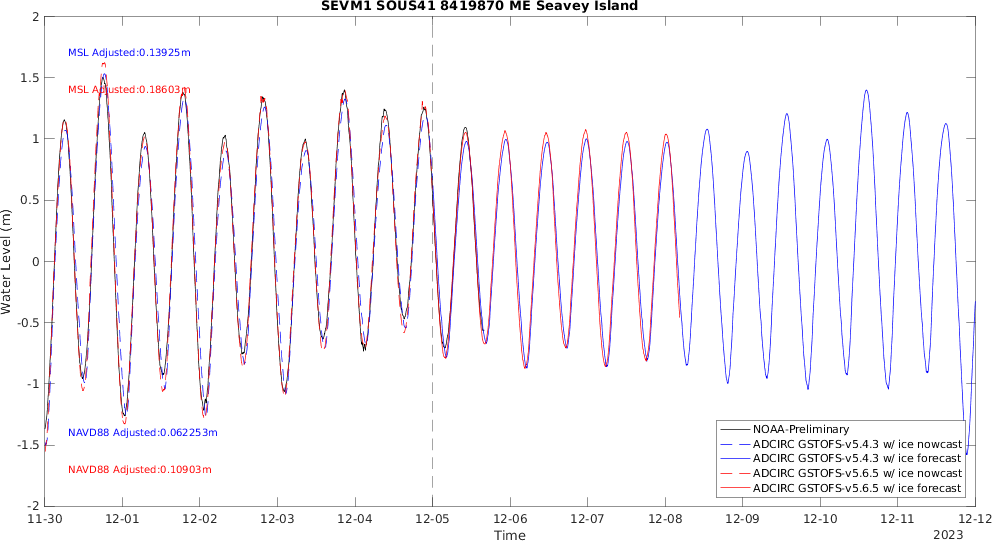 SEVM1 SOUS41 8419870 ME Seavey Island
2
1.5
1
0.5
0
-0.5
-1
-1.5
-2
Water Level (m)
MSL Adjusted:0.13925m
MSL Adjusted:0.18603m
NAVD88 Adjusted:0.062253m
NAVD88 Adjusted:0.10903m
NOAA-Preliminary
ADCIRC GSTOFS-v5.4.3 w/ ice nowcast
ADCIRC GSTOFS-v5.4.3 w/ ice forecast
ADCIRC GSTOFS-v5.6.5 w/ ice nowcast
ADCIRC GSTOFS-v5.6.5 w/ ice forecast
11-30 12-01 12-02 12-03 12-04 12-05 12-06 12-07 12-08 12-09 12-10 12-11 12-12
Time
2023